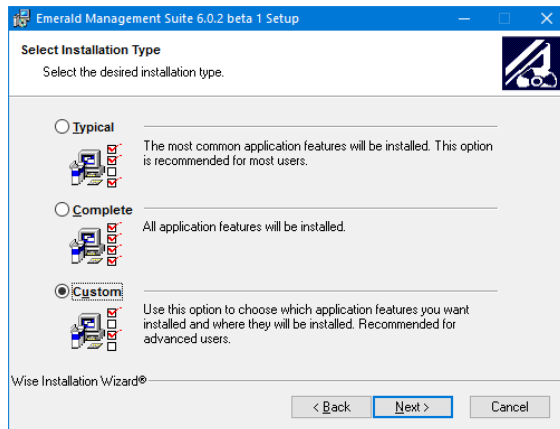 Emerald Management Suite 6.0.2 beta 1 Setup
Select Installation Type
Select the desired installation type.
Typical
The most common application features will be installed. This option
is recommended for most users.
Complete
All application features will be installed.
Custom
Use this option to choose which application features you want
installed and where they will be installed. Recommended for
advanced users.
Wise Installation Wizard®
< Back
Next >
Cancel